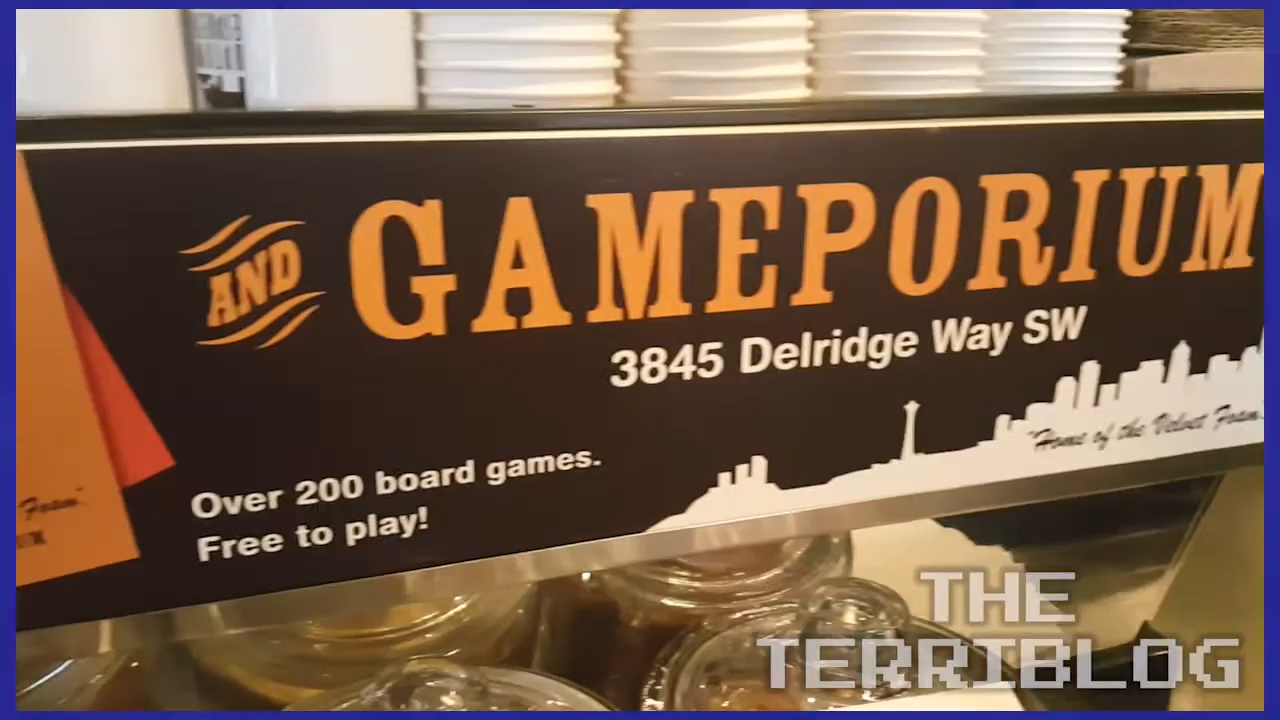 AND GAMEPORIUM
3845 Delridge Way SW
"Home of the Velvet Foam"
Foam".
Over 200 board games.
Free to play!
THE
TERRIBLOG